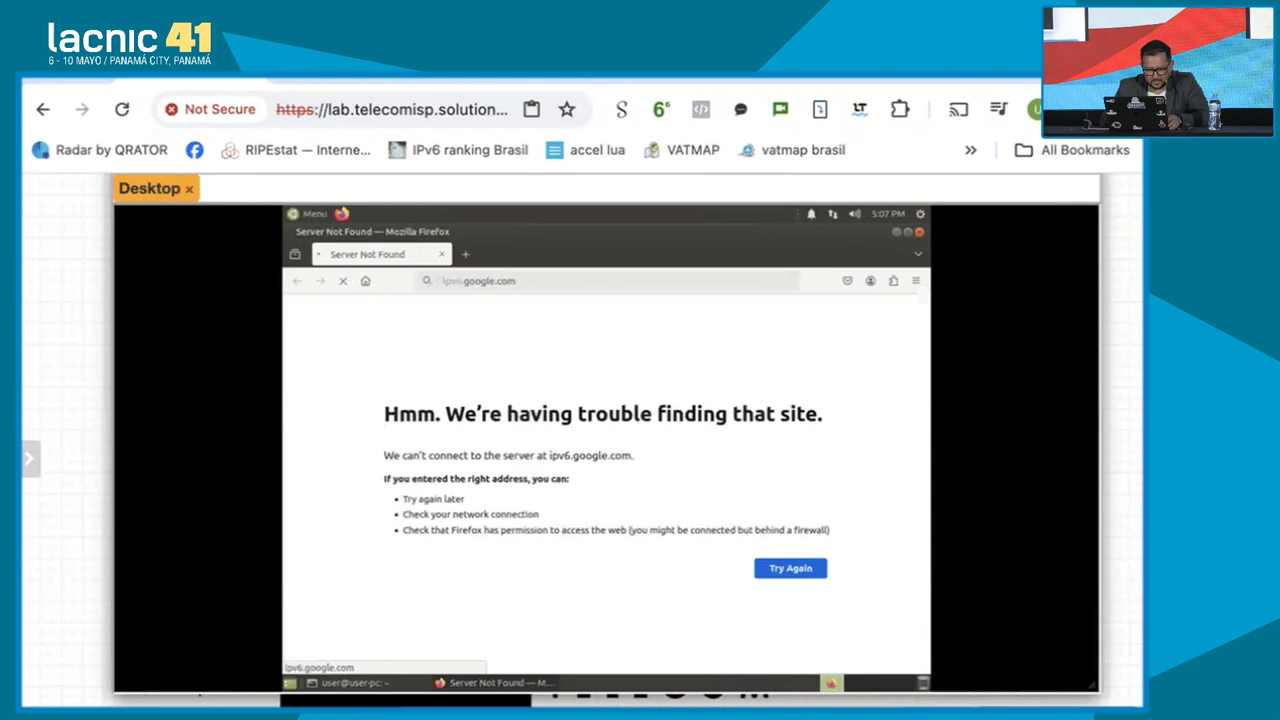 lacnic 41
6 - 10 MAYO / PANAMÁ CITY, PANAMÁ
Not Secure https://lab.telecomisp.solution...
Radar by QRATOR RIPEstat — Interne... IPv6 ranking Brasil accel lua VATMAP vatmap brasil » All Bookmarks
Desktop ×
Menu 5:07 PM
Server Not Found — Mozilla Firefox
Server Not Found
ipv6.google.com
Hmm. We're having trouble finding that site.
We can't connect to the server at ipv6.google.com.
If you entered the right address, you can:
• Try again later
• Check your network connection
• Check that Firefox has permission to access the web (you might be connected but behind a firewall)
Try Again
ipv6.google.com
user@user-pc: ~ Server Not Found — M...